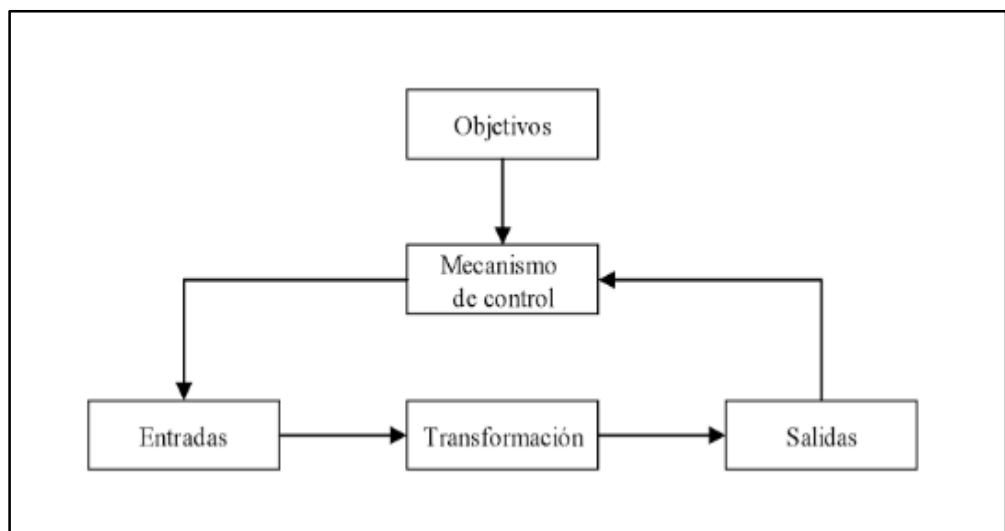 Objetivos
Mecanismo
de control
Entradas
Transformación
Salidas